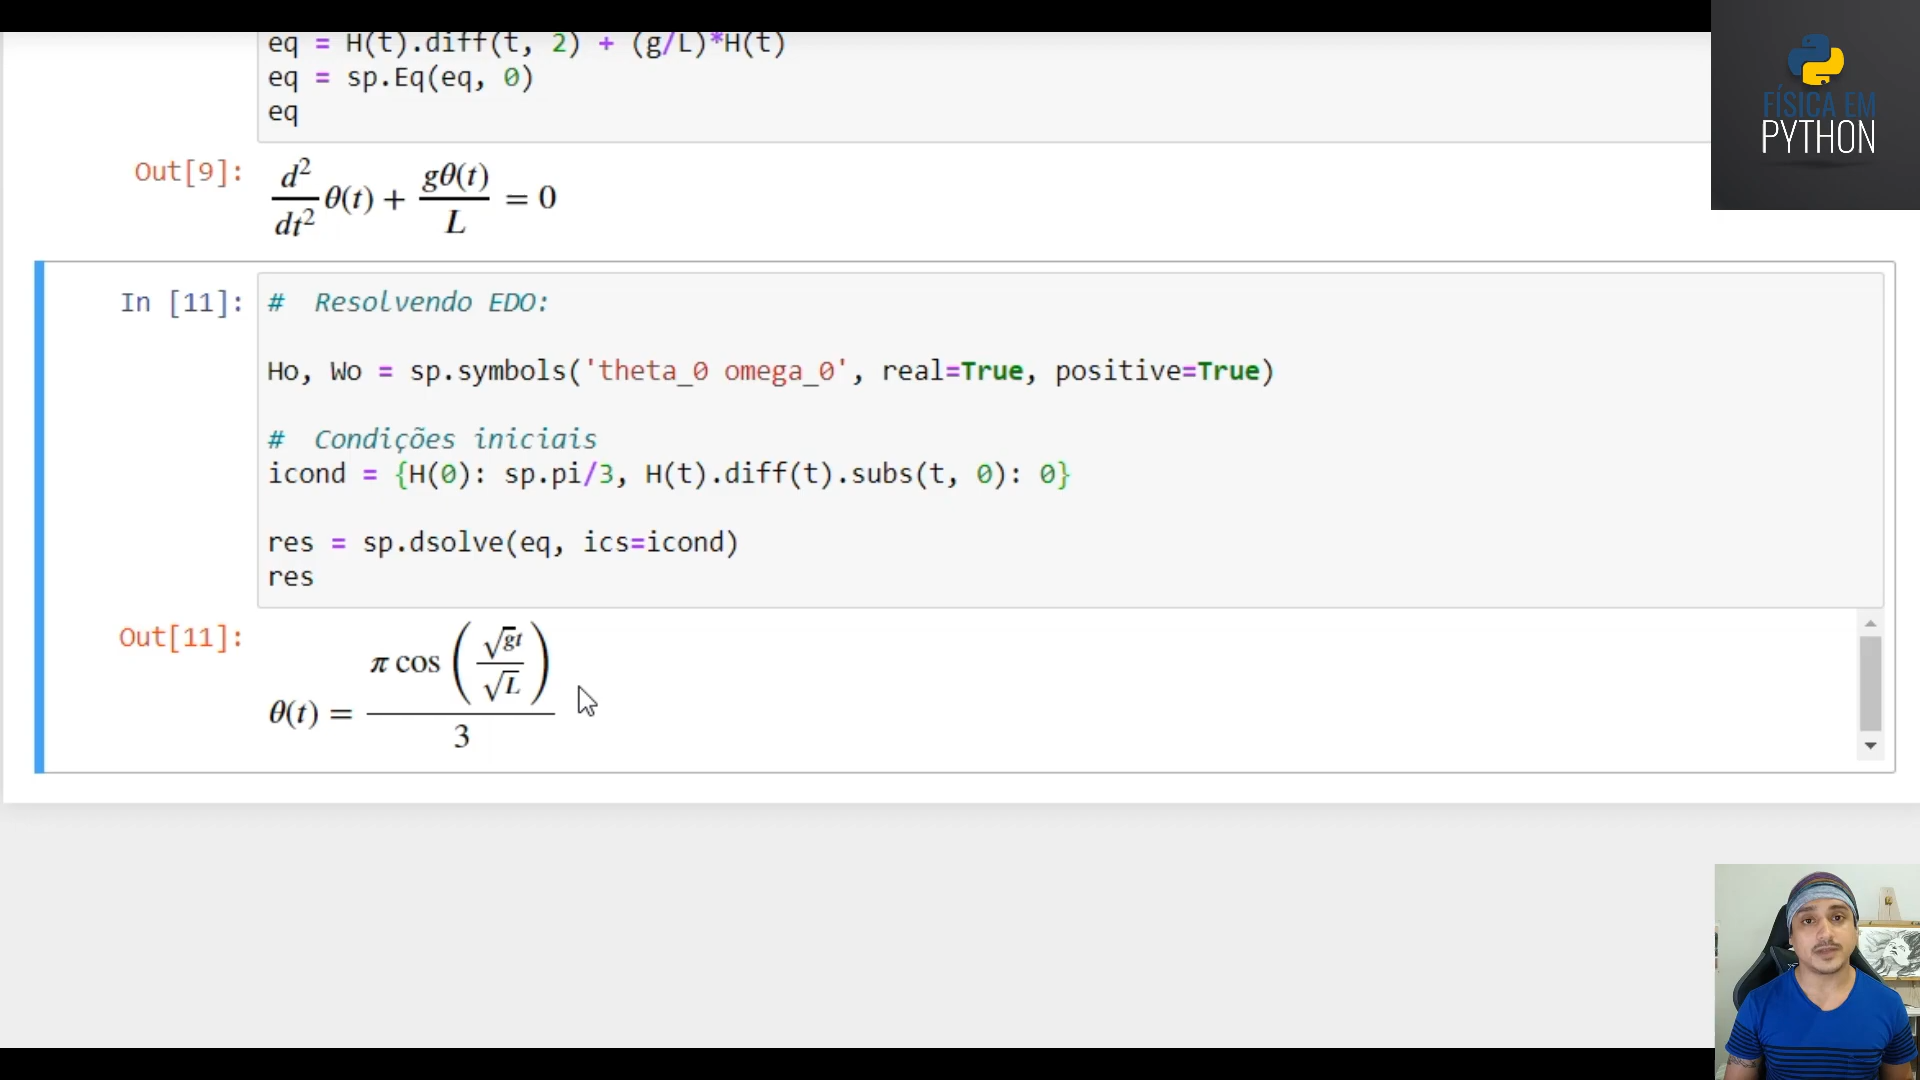 eq = H(t).diff(t, 2) + (g/L)*H(t)
eq = sp.Eq(eq, 0)
eq
FÍSICA EM
PYTHON
Out[9]:
d²/dt² θ(t) + gθ(t)/L = 0
In [11]:
# Resolvendo EDO:
Ho, Wo = sp.symbols('theta_0 omega_0', real=True, positive=True)
# Condições iniciais
icond = {H(0): sp.pi/3, H(t).diff(t).subs(t, 0): 0}
res = sp.dsolve(eq, ics=icond)
res
Out[11]:
θ(t) = π cos(√gt/√L)/3